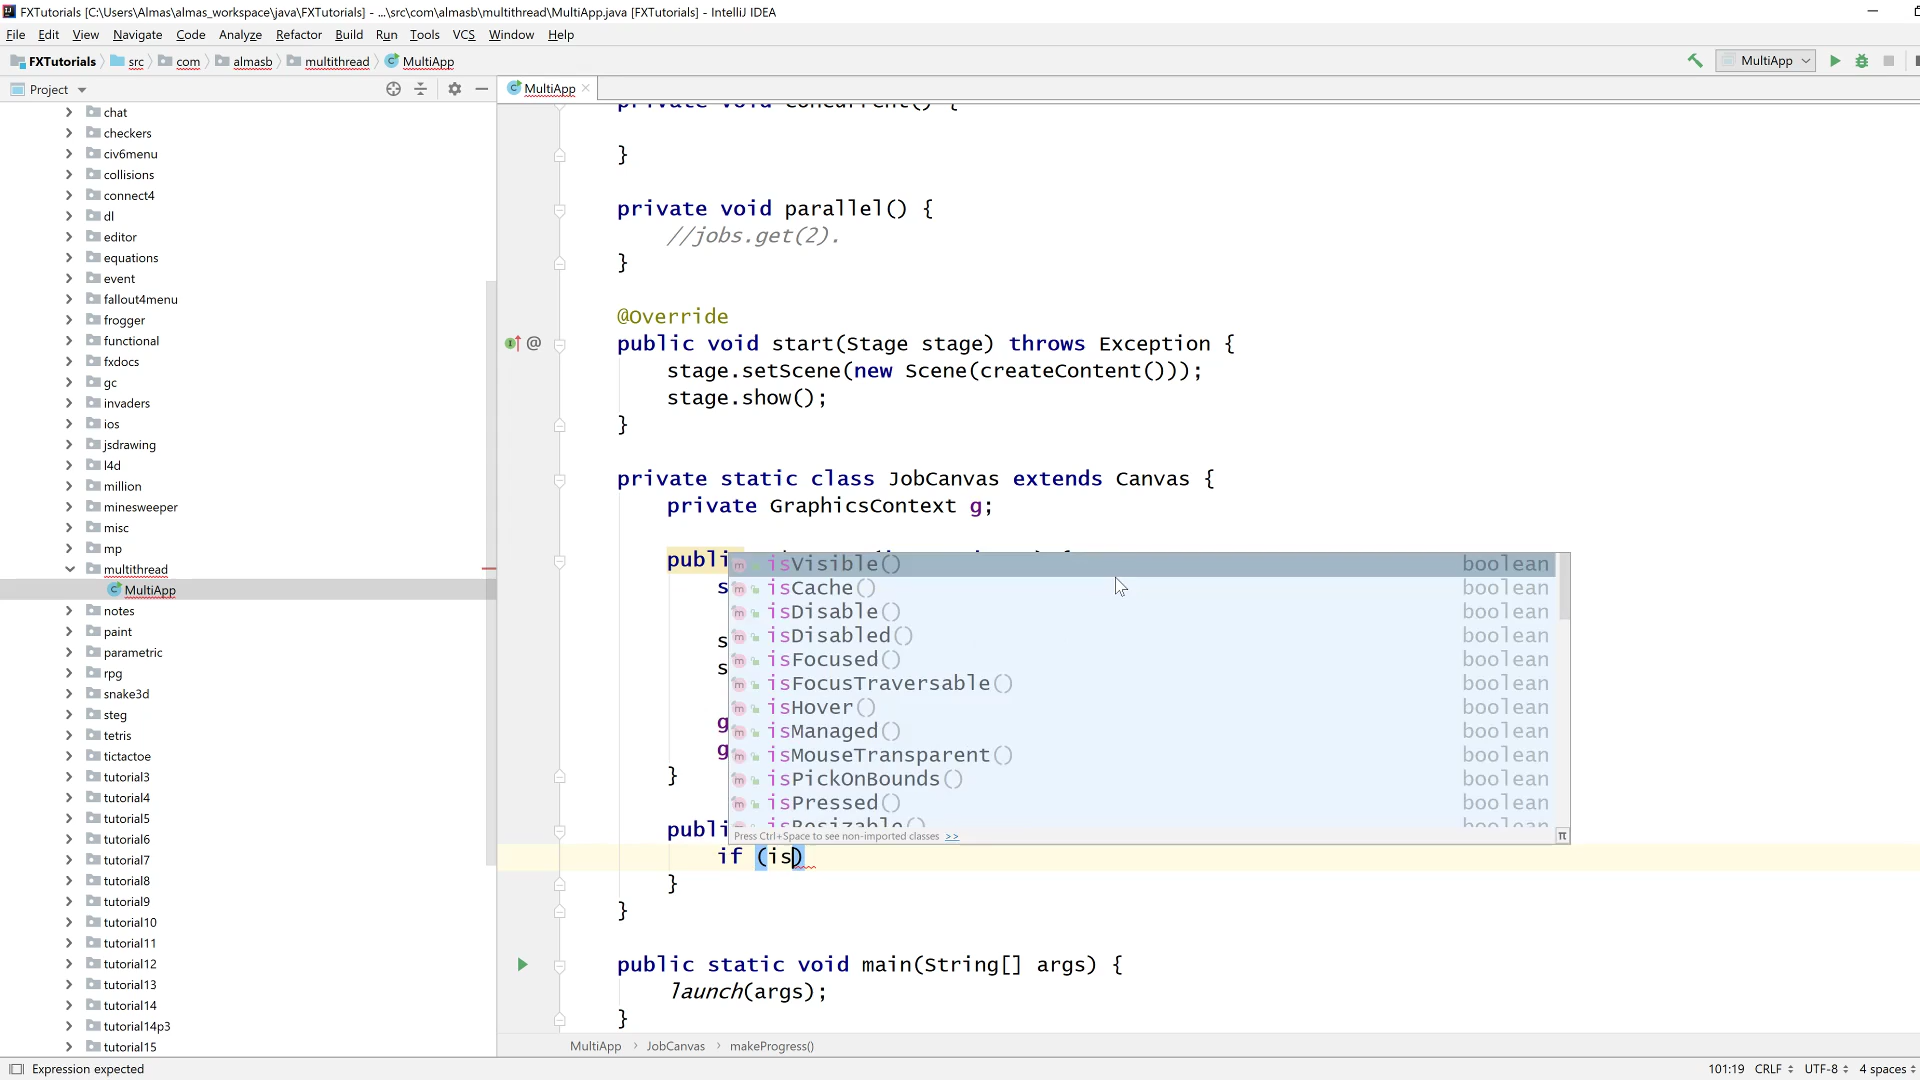 FXTutorials [C:\Users\Almas\almas_workspace\java\FXTutorials] - ...\src\com\almasb\multithread\MultiApp.java [FXTutorials] - IntelliJ IDEA
File Edit View Navigate Code Analyze Refactor Build Run Tools VCS Window Help
FXTutorials src com almasb multithread MultiApp MultiApp
Project MultiApp
chat
checkers
civ6menu
collisions
connect4
dl
editor
equations
event
fallout4menu
frogger
functional
fxdocs
gc
invaders
ios
jsdrawing
l4d
million
minesweeper
misc
mp
multithread
MultiApp
notes
paint
parametric
rpg
snake3d
steg
tetris
tictactoe
tutorial3
tutorial4
tutorial5
tutorial6
tutorial7
tutorial8
tutorial9
tutorial10
tutorial11
tutorial12
tutorial13
tutorial14
tutorial14p3
tutorial15
private void concurrent() {
}
private void parallel() {
//jobs.get(2).
}
@Override
public void start(Stage stage) throws Exception {
stage.setScene(new Scene(createContent()));
stage.show();
}
private static class JobCanvas extends Canvas {
private GraphicsContext g;
publi
s
s
s
g
g
}
publi
if (is)
}
}
public static void main(String[] args) {
launch(args);
}
isVisible() boolean
isCache() boolean
isDisable() boolean
isDisabled() boolean
isFocused() boolean
isFocusTraversable() boolean
isHover() boolean
isManaged() boolean
isMouseTransparent() boolean
isPickOnBounds() boolean
isPressed() boolean
isResizable() boolean
Press Ctrl+Space to see non-imported classes >> π
MultiApp › JobCanvas › makeProgress()
Expression expected 101:19 CRLF UTF-8 4 spaces